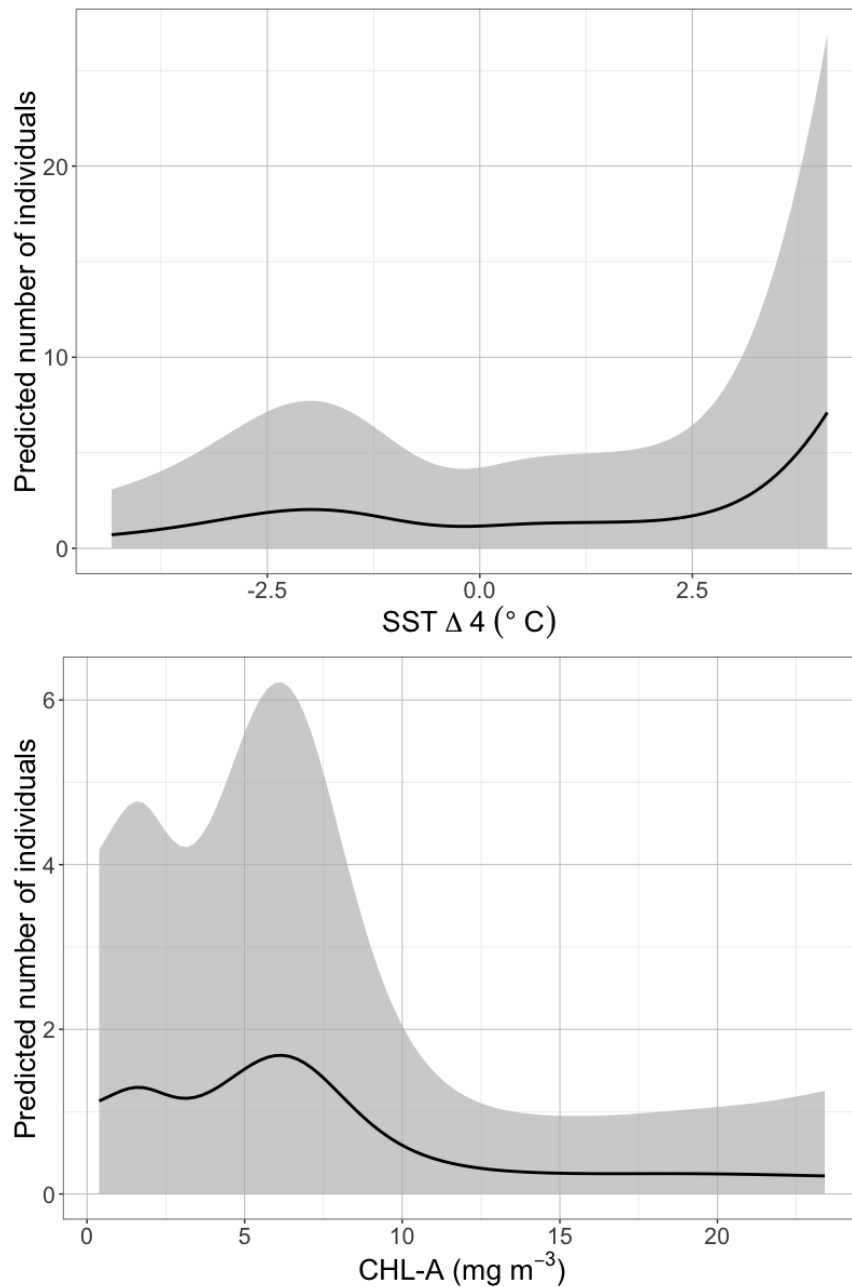 Predicted number of individuals
20
10
0
-2.5 0.0 2.5
SST Δ 4 (° C)
Predicted number of individuals
6
4
2
0
0 5 10 15 20
CHL-A (mg m⁻³)